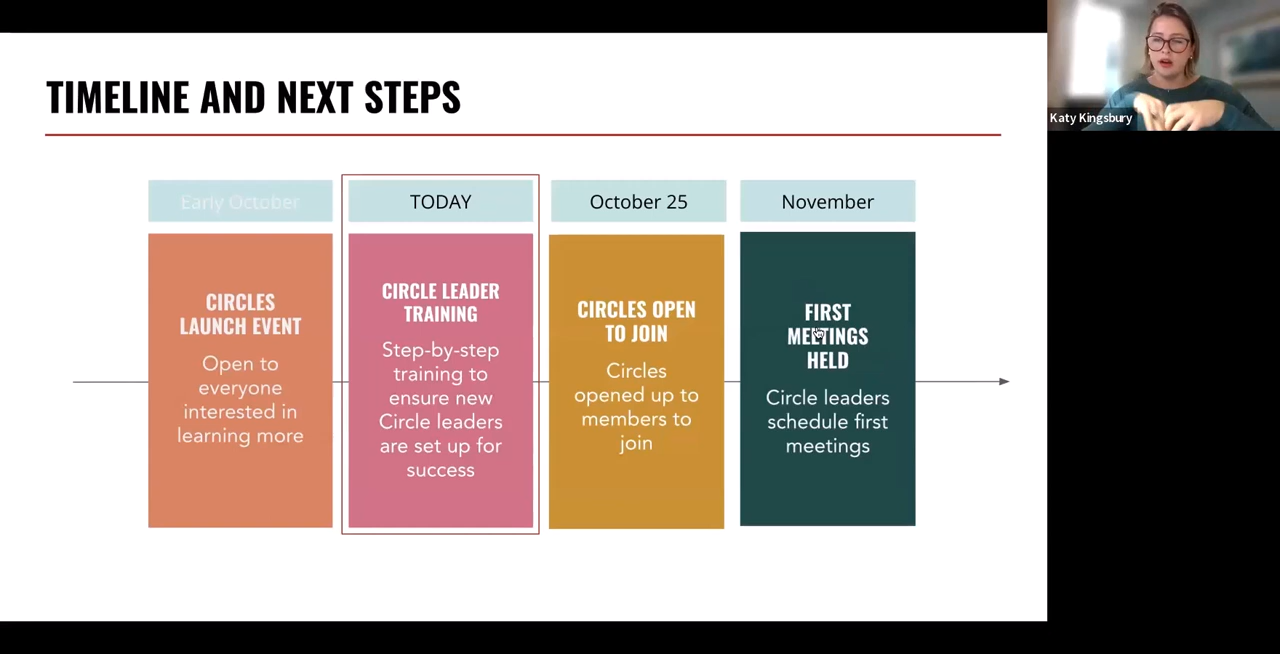 TIMELINE AND NEXT STEPS
Katy Kingsbury
Early October
TODAY
October 25
November
CIRCLES
LAUNCH EVENT
Open to
everyone
interested in
learning more
CIRCLE LEADER
TRAINING
Step-by-step
training to
ensure new
Circle leaders
are set up for
success
CIRCLES OPEN
TO JOIN
Circles
opened up to
members to
join
FIRST
MEETINGS
HELD
Circle leaders
schedule first
meetings